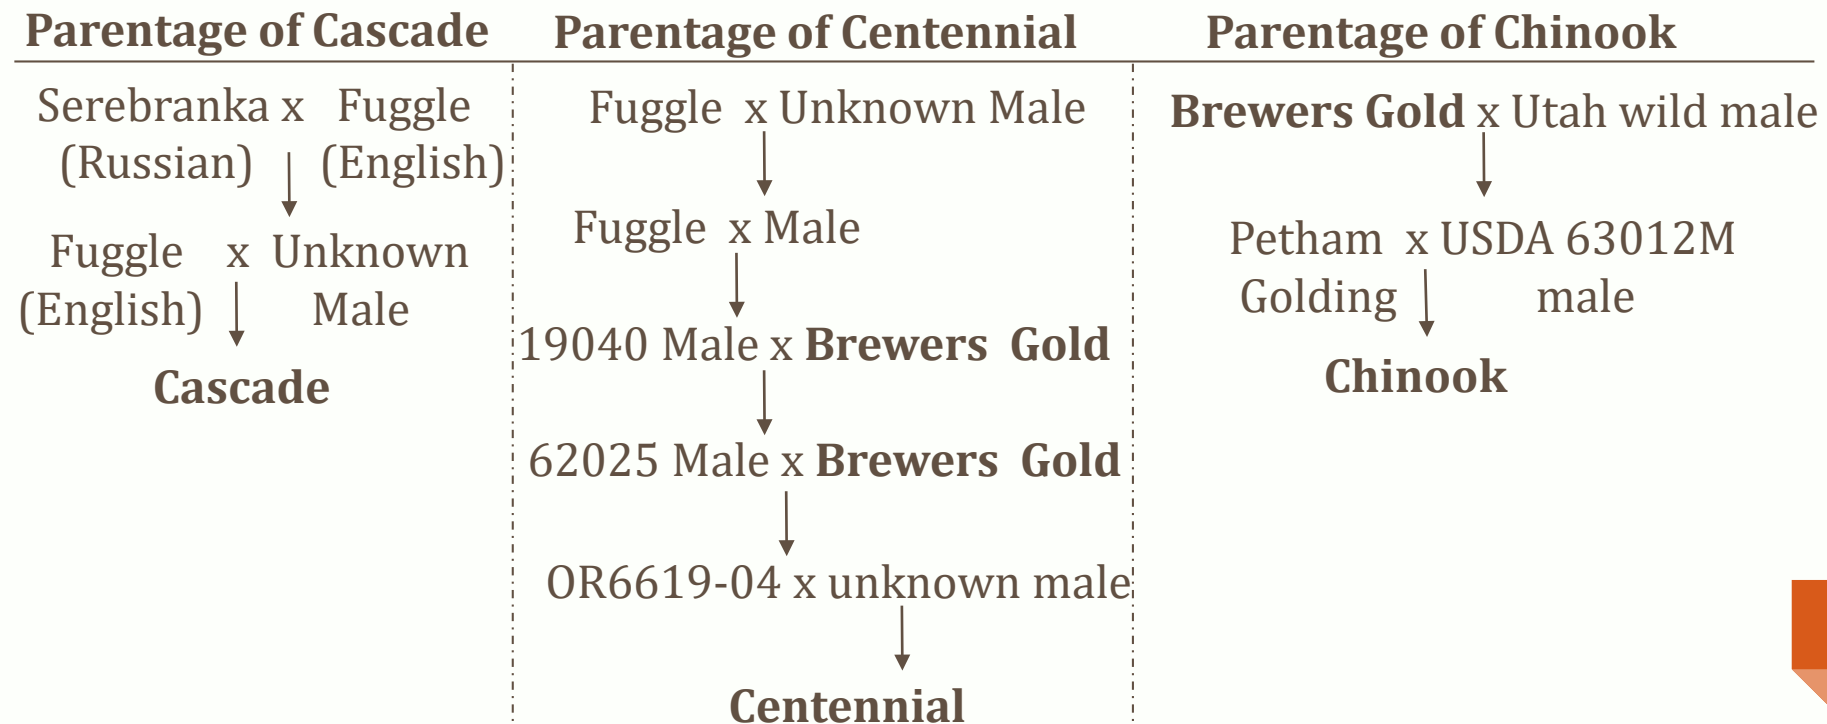 Parentage of Cascade
Serebranka x Fuggle
(Russian) (English)
Fuggle x Unknown
(English) Male
Cascade
Parentage of Centennial
Fuggle x Unknown Male
Fuggle x Male
19040 Male x Brewers Gold
62025 Male x Brewers Gold
OR6619-04 x unknown male
Centennial
Parentage of Chinook
Brewers Gold x Utah wild male
Petham x USDA 63012M
Golding male
Chinook